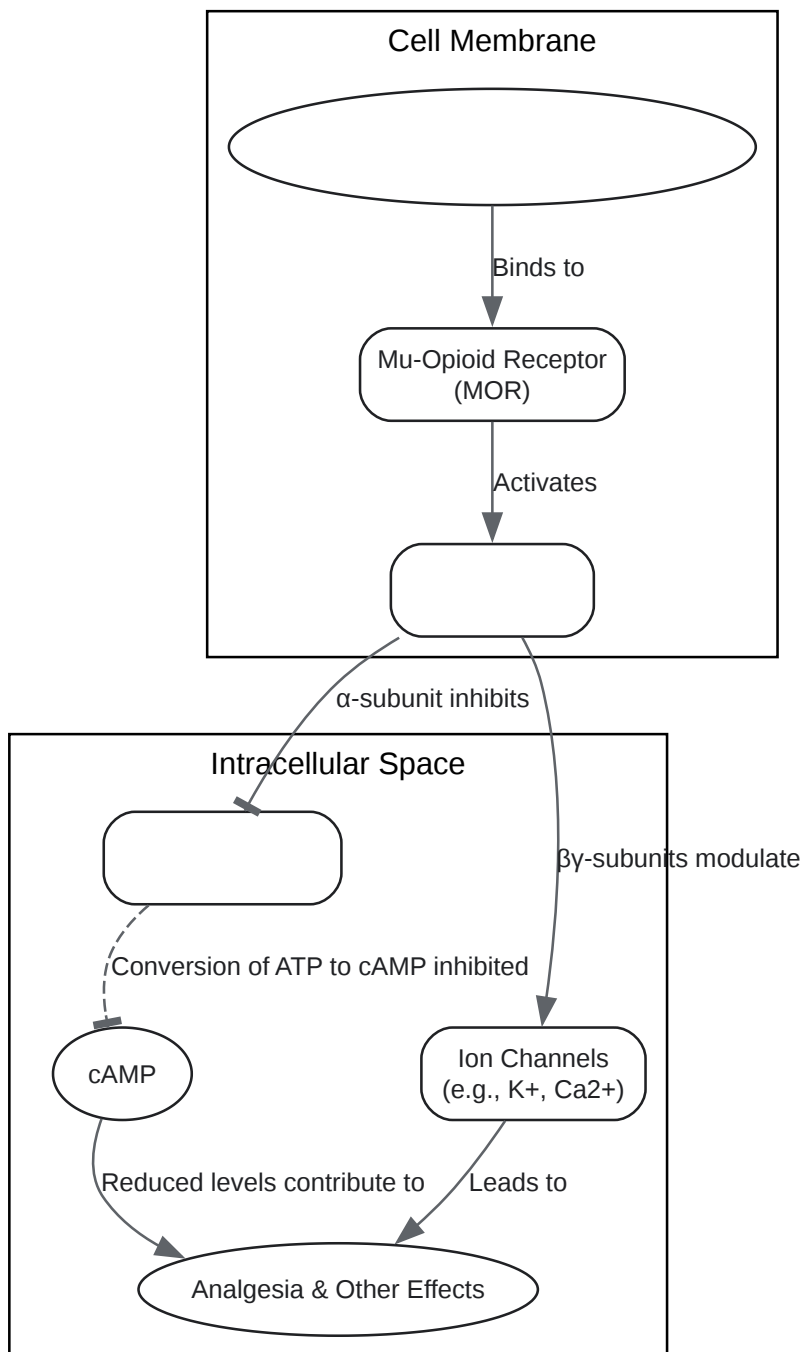 Cell Membrane
Binds to
Mu-Opioid Receptor
(MOR)
Activates
α-subunit inhibits
Intracellular Space
βγ-subunits modulate
Conversion of ATP to cAMP inhibited
cAMP
Ion Channels
(e.g., K+, Ca2+)
Reduced levels contribute to
Leads to
Analgesia & Other Effects